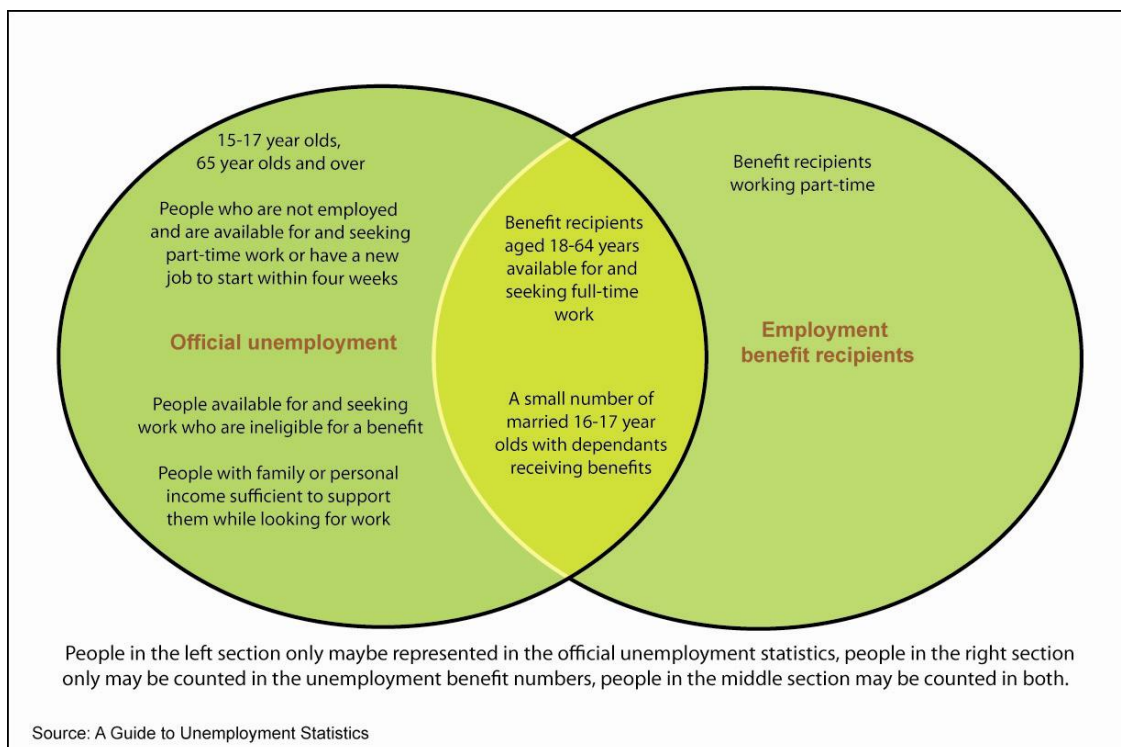 15-17 year olds,
65 year olds and over
People who are not employed
and are available for and seeking
part-time work or have a new
job to start within four weeks
Official unemployment
People available for and seeking
work who are ineligible for a benefit
People with family or personal
income sufficient to support
them while looking for work
Benefit recipients
aged 18-64 years
available for and
seeking full-time
work
A small number of
married 16-17 year
olds with dependants
receiving benefits
Benefit recipients
working part-time
Employment
benefit recipients
People in the left section only maybe represented in the official unemployment statistics, people in the right section
only may be counted in the unemployment benefit numbers, people in the middle section may be counted in both.
Source: A Guide to Unemployment Statistics